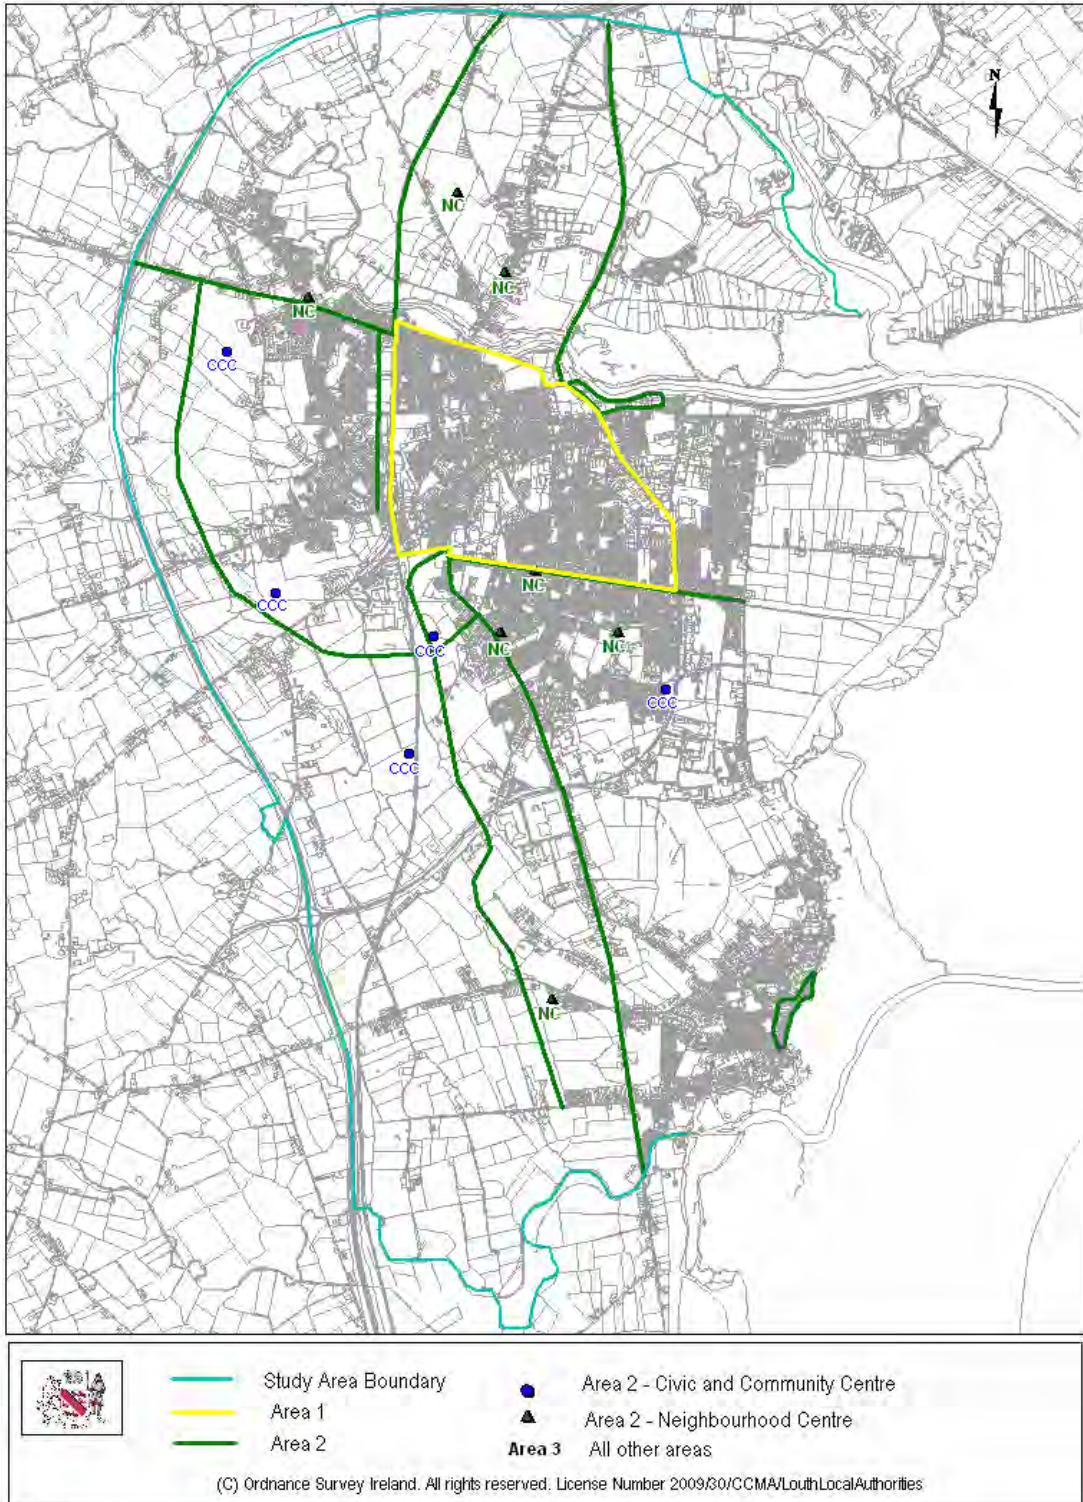 N
NC
NC
NC
CCC
NC
CCC
CCC
NC
NC
CCC
CCC
NC
Study Area Boundary
Area 2 - Civic and Community Centre
Area 1
Area 2 - Neighbourhood Centre
Area 2
Area 3 All other areas
(C) Ordnance Survey Ireland. All rights reserved. License Number 2009/30/CCMA/LouthLocalAuthorities